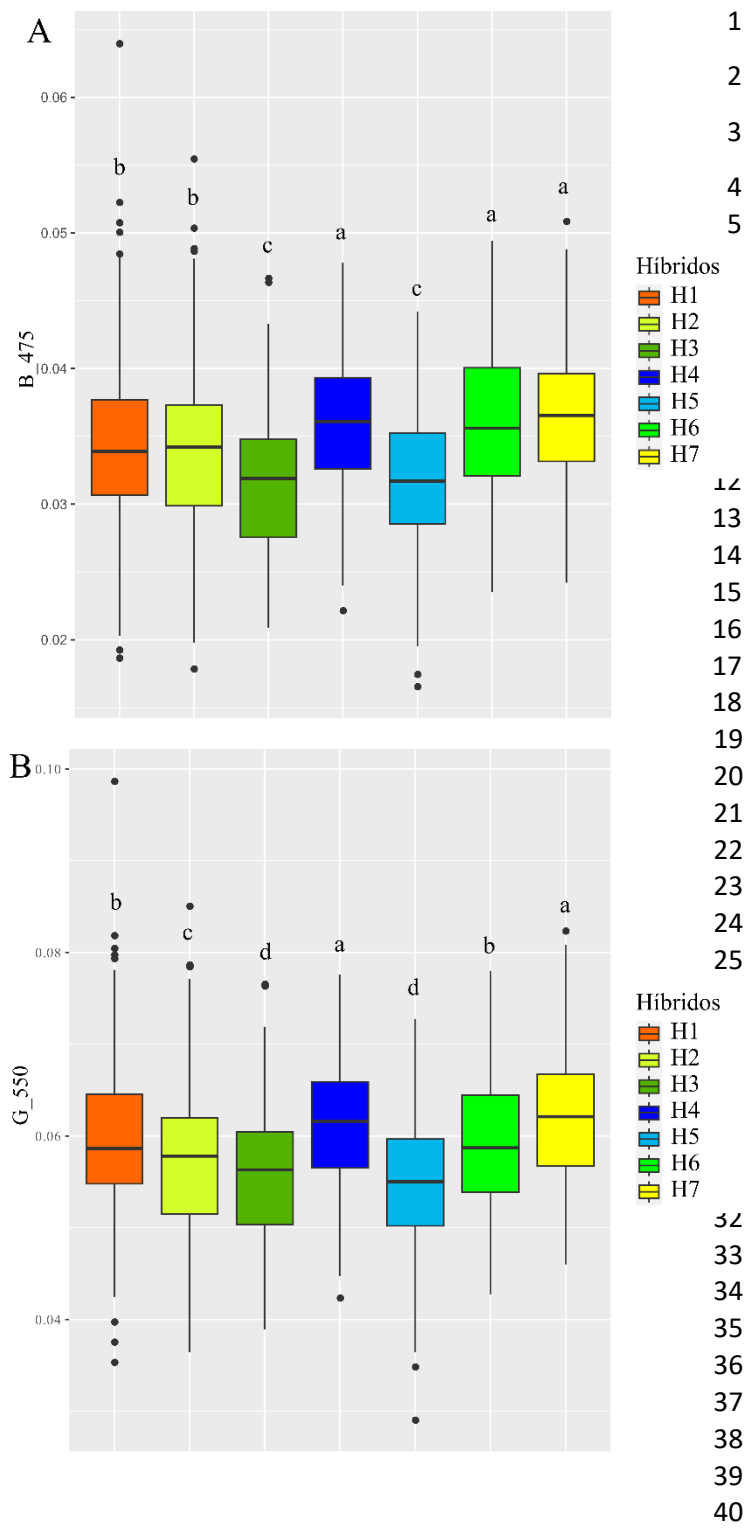 A
1
2
3
4
5
0.06
0.05
0.04
0.03
0.02
B_475
b
b
c
a
c
a
a
Híbridos
H1
H2
H3
H4
H5
H6
H7
12
13
14
15
16
17
18
19
20
21
22
23
24
25
B
0.10
0.08
0.06
0.04
G_550
b
c
d
a
d
b
a
Híbridos
H1
H2
H3
H4
H5
H6
H7
32
33
34
35
36
37
38
39
40